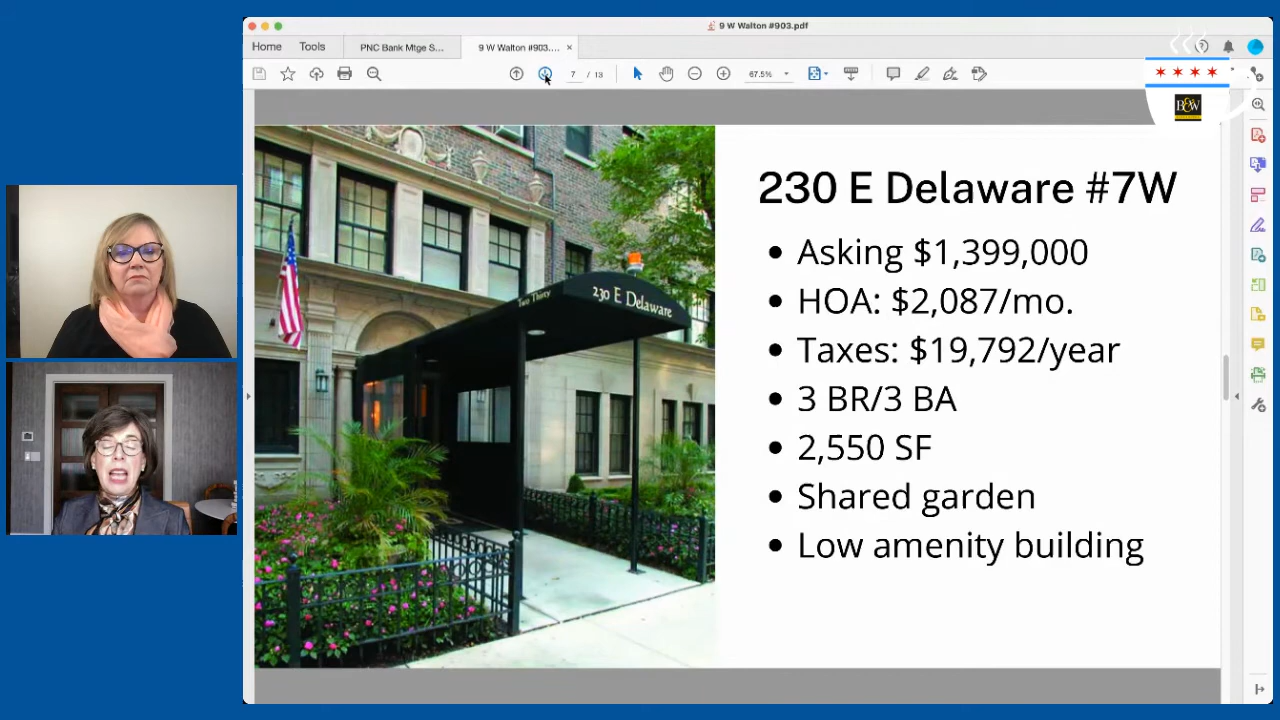 9 W Walton #903.pdf
Home
Tools
PNC Bank Mtge S...
9 W Walton #903....
7 / 13
67.5%
B&W
Two Thirty
230 E Delaware
230 E Delaware #7W
• Asking $1,399,000
• HOA: $2,087/mo.
• Taxes: $19,792/year
• 3 BR/3 BA
• 2,550 SF
• Shared garden
• Low amenity building